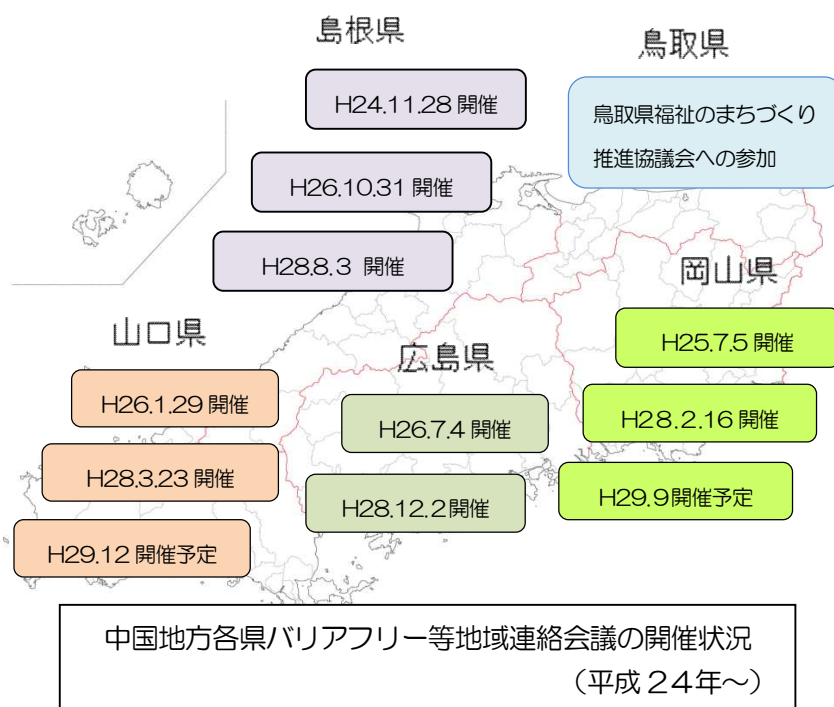 島根県
鳥取県
H24.11.28 開催
鳥取県福祉のまちづくり
推進協議会への参加
H26.10.31 開催
H28.8.3 開催
岡山県
山口県
広島県
H25.7.5 開催
H26.1.29 開催
H26.7.4 開催
H28.2.16 開催
H28.3.23 開催
H28.12.2 開催
H29.9 開催予定
H29.12 開催予定
中国地方各県バリアフリー等地域連絡会議の開催状況
（平成24年～）